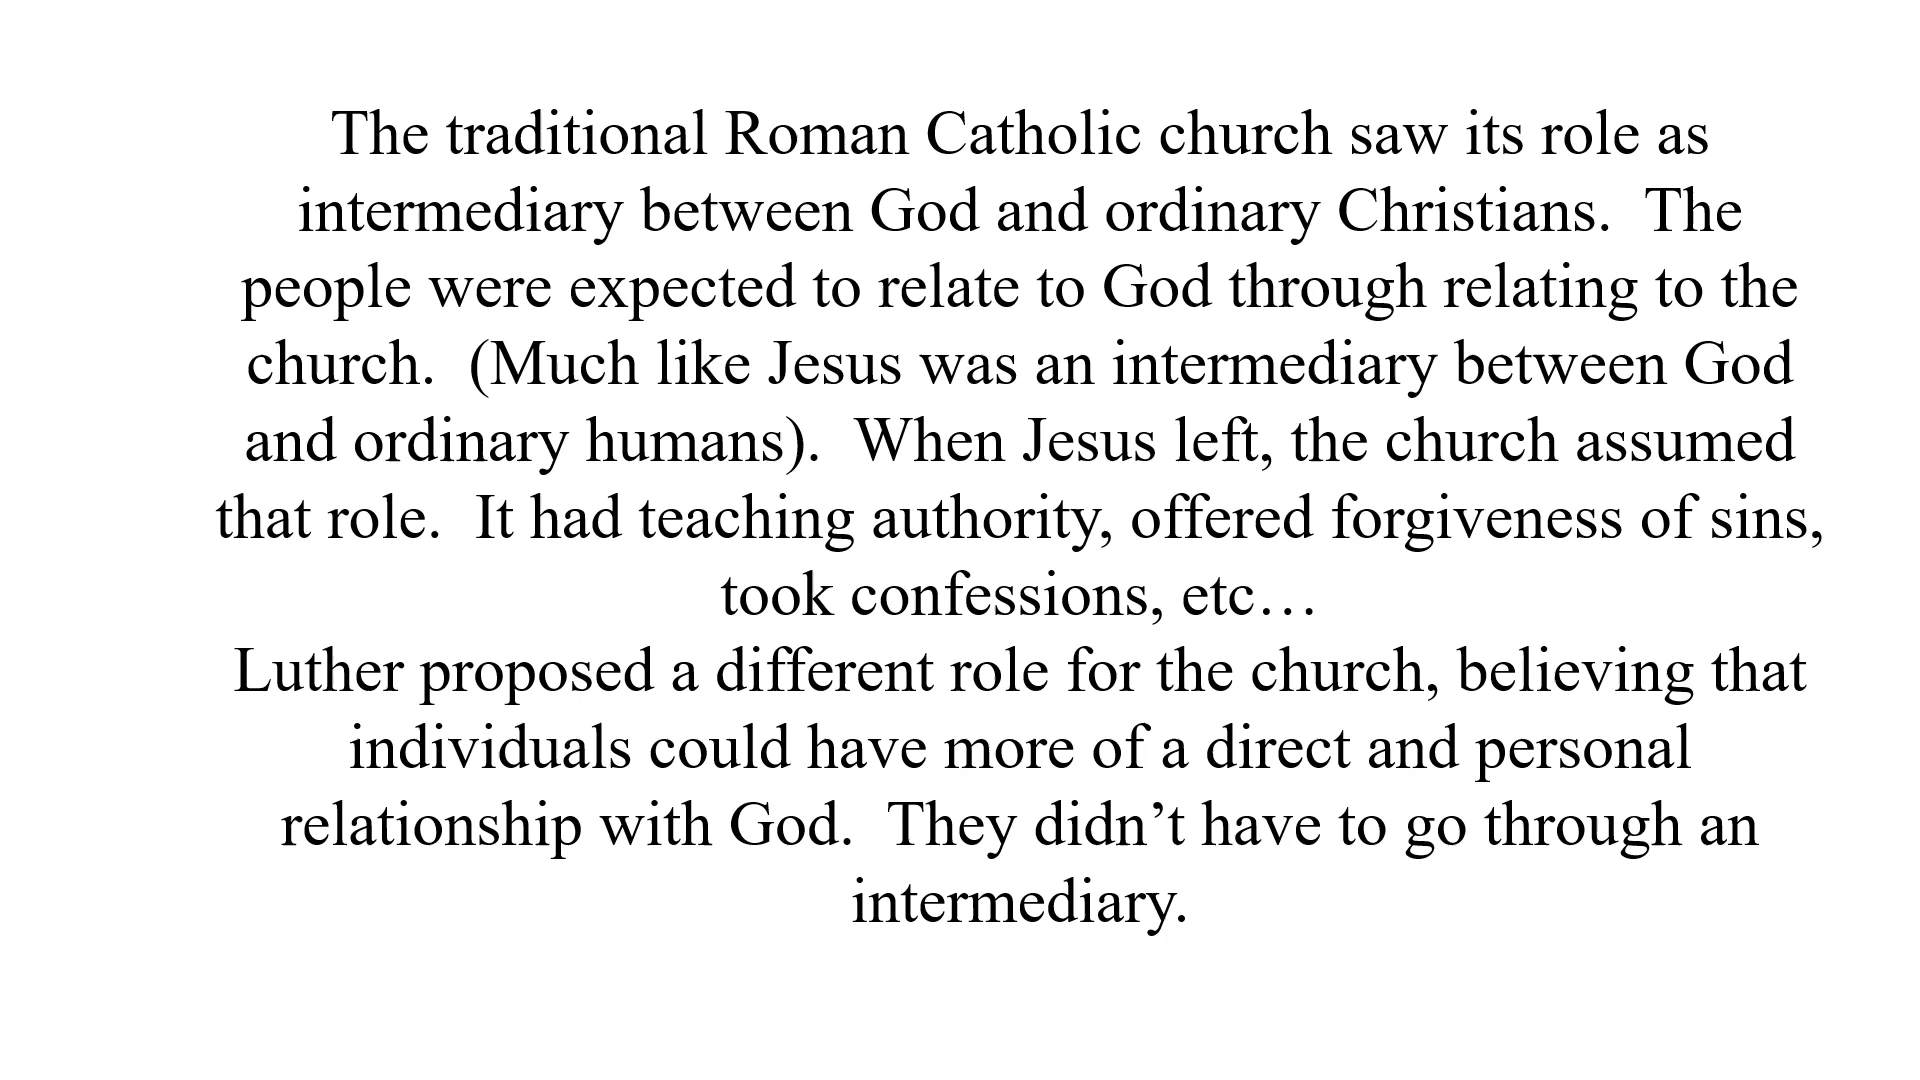 The traditional Roman Catholic church saw its role as
intermediary between God and ordinary Christians.  The
people were expected to relate to God through relating to the
church.  (Much like Jesus was an intermediary between God
and ordinary humans).  When Jesus left, the church assumed
that role.  It had teaching authority, offered forgiveness of sins,
took confessions, etc…
Luther proposed a different role for the church, believing that
individuals could have more of a direct and personal
relationship with God.  They didn’t have to go through an
intermediary.